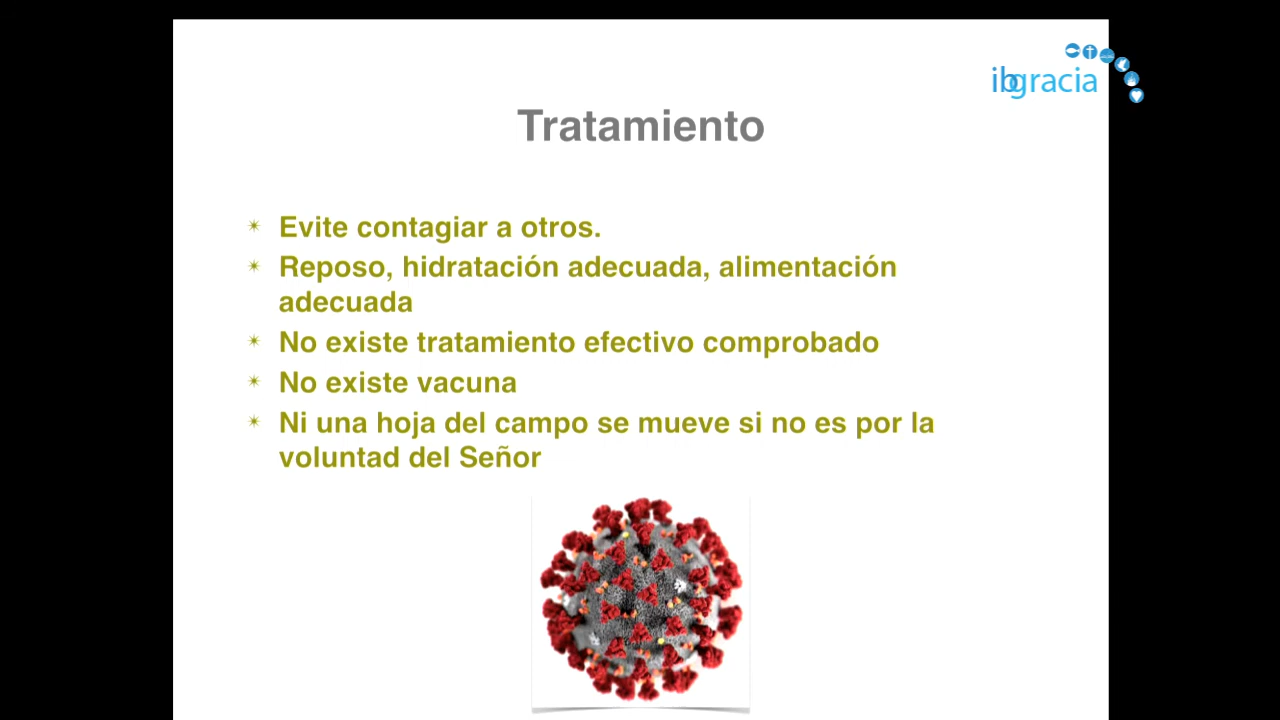 ibgracia
Tratamiento
Evite contagiar a otros.
Reposo, hidratación adecuada, alimentación
adecuada
No existe tratamiento efectivo comprobado
No existe vacuna
Ni una hoja del campo se mueve si no es por la
voluntad del Señor